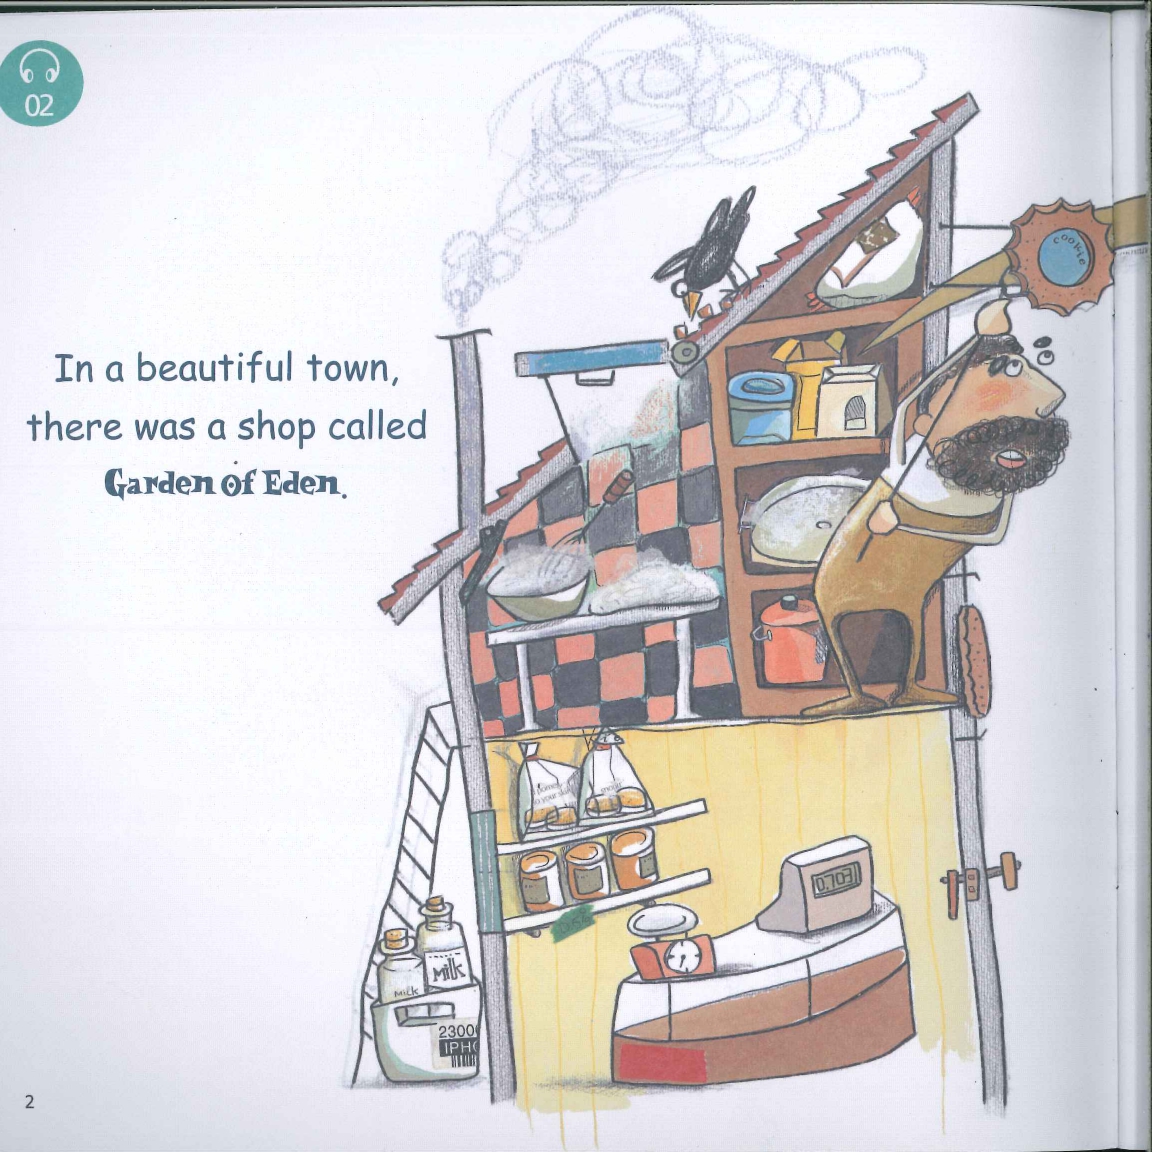 02
In a beautiful town,
there was a shop called
Garden of Eden.
cookie
0.703
milk
MILK
2300
IPH
2